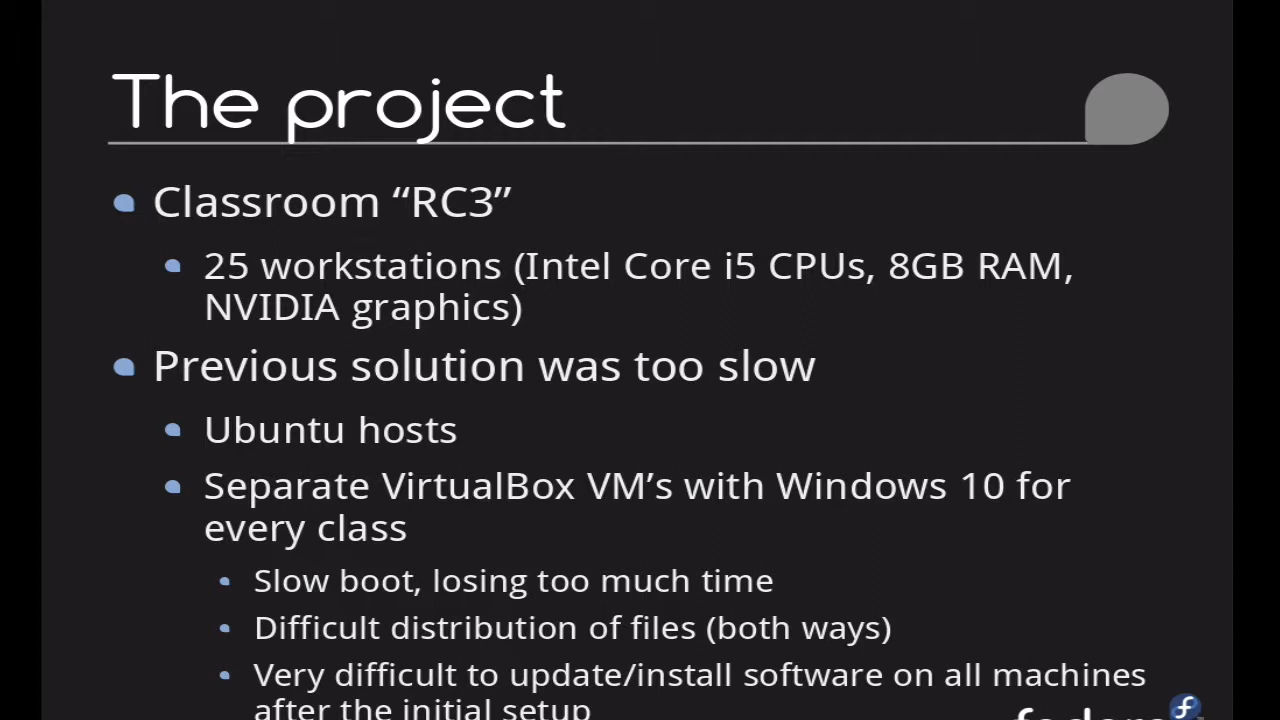 The project
Classroom “RC3”
25 workstations (Intel Core i5 CPUs, 8GB RAM,
NVIDIA graphics)
Previous solution was too slow
Ubuntu hosts
Separate VirtualBox VM’s with Windows 10 for
every class
Slow boot, losing too much time
Difficult distribution of files (both ways)
Very difficult to update/install software on all machines
after the initial setup
fedora